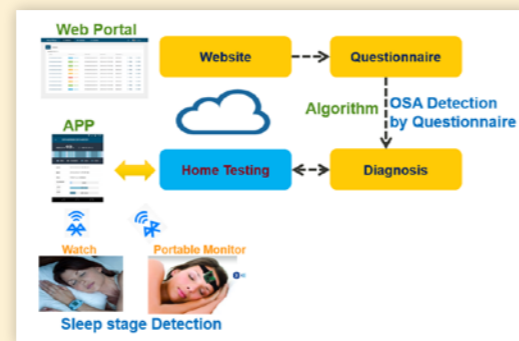 Web Portal
Website
Questionnaire
Algorithm
OSA Detection
by Questionnaire
APP
Home Testing
Diagnosis
Watch
Portable Monitor
Sleep stage Detection